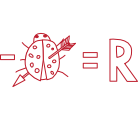 - = R